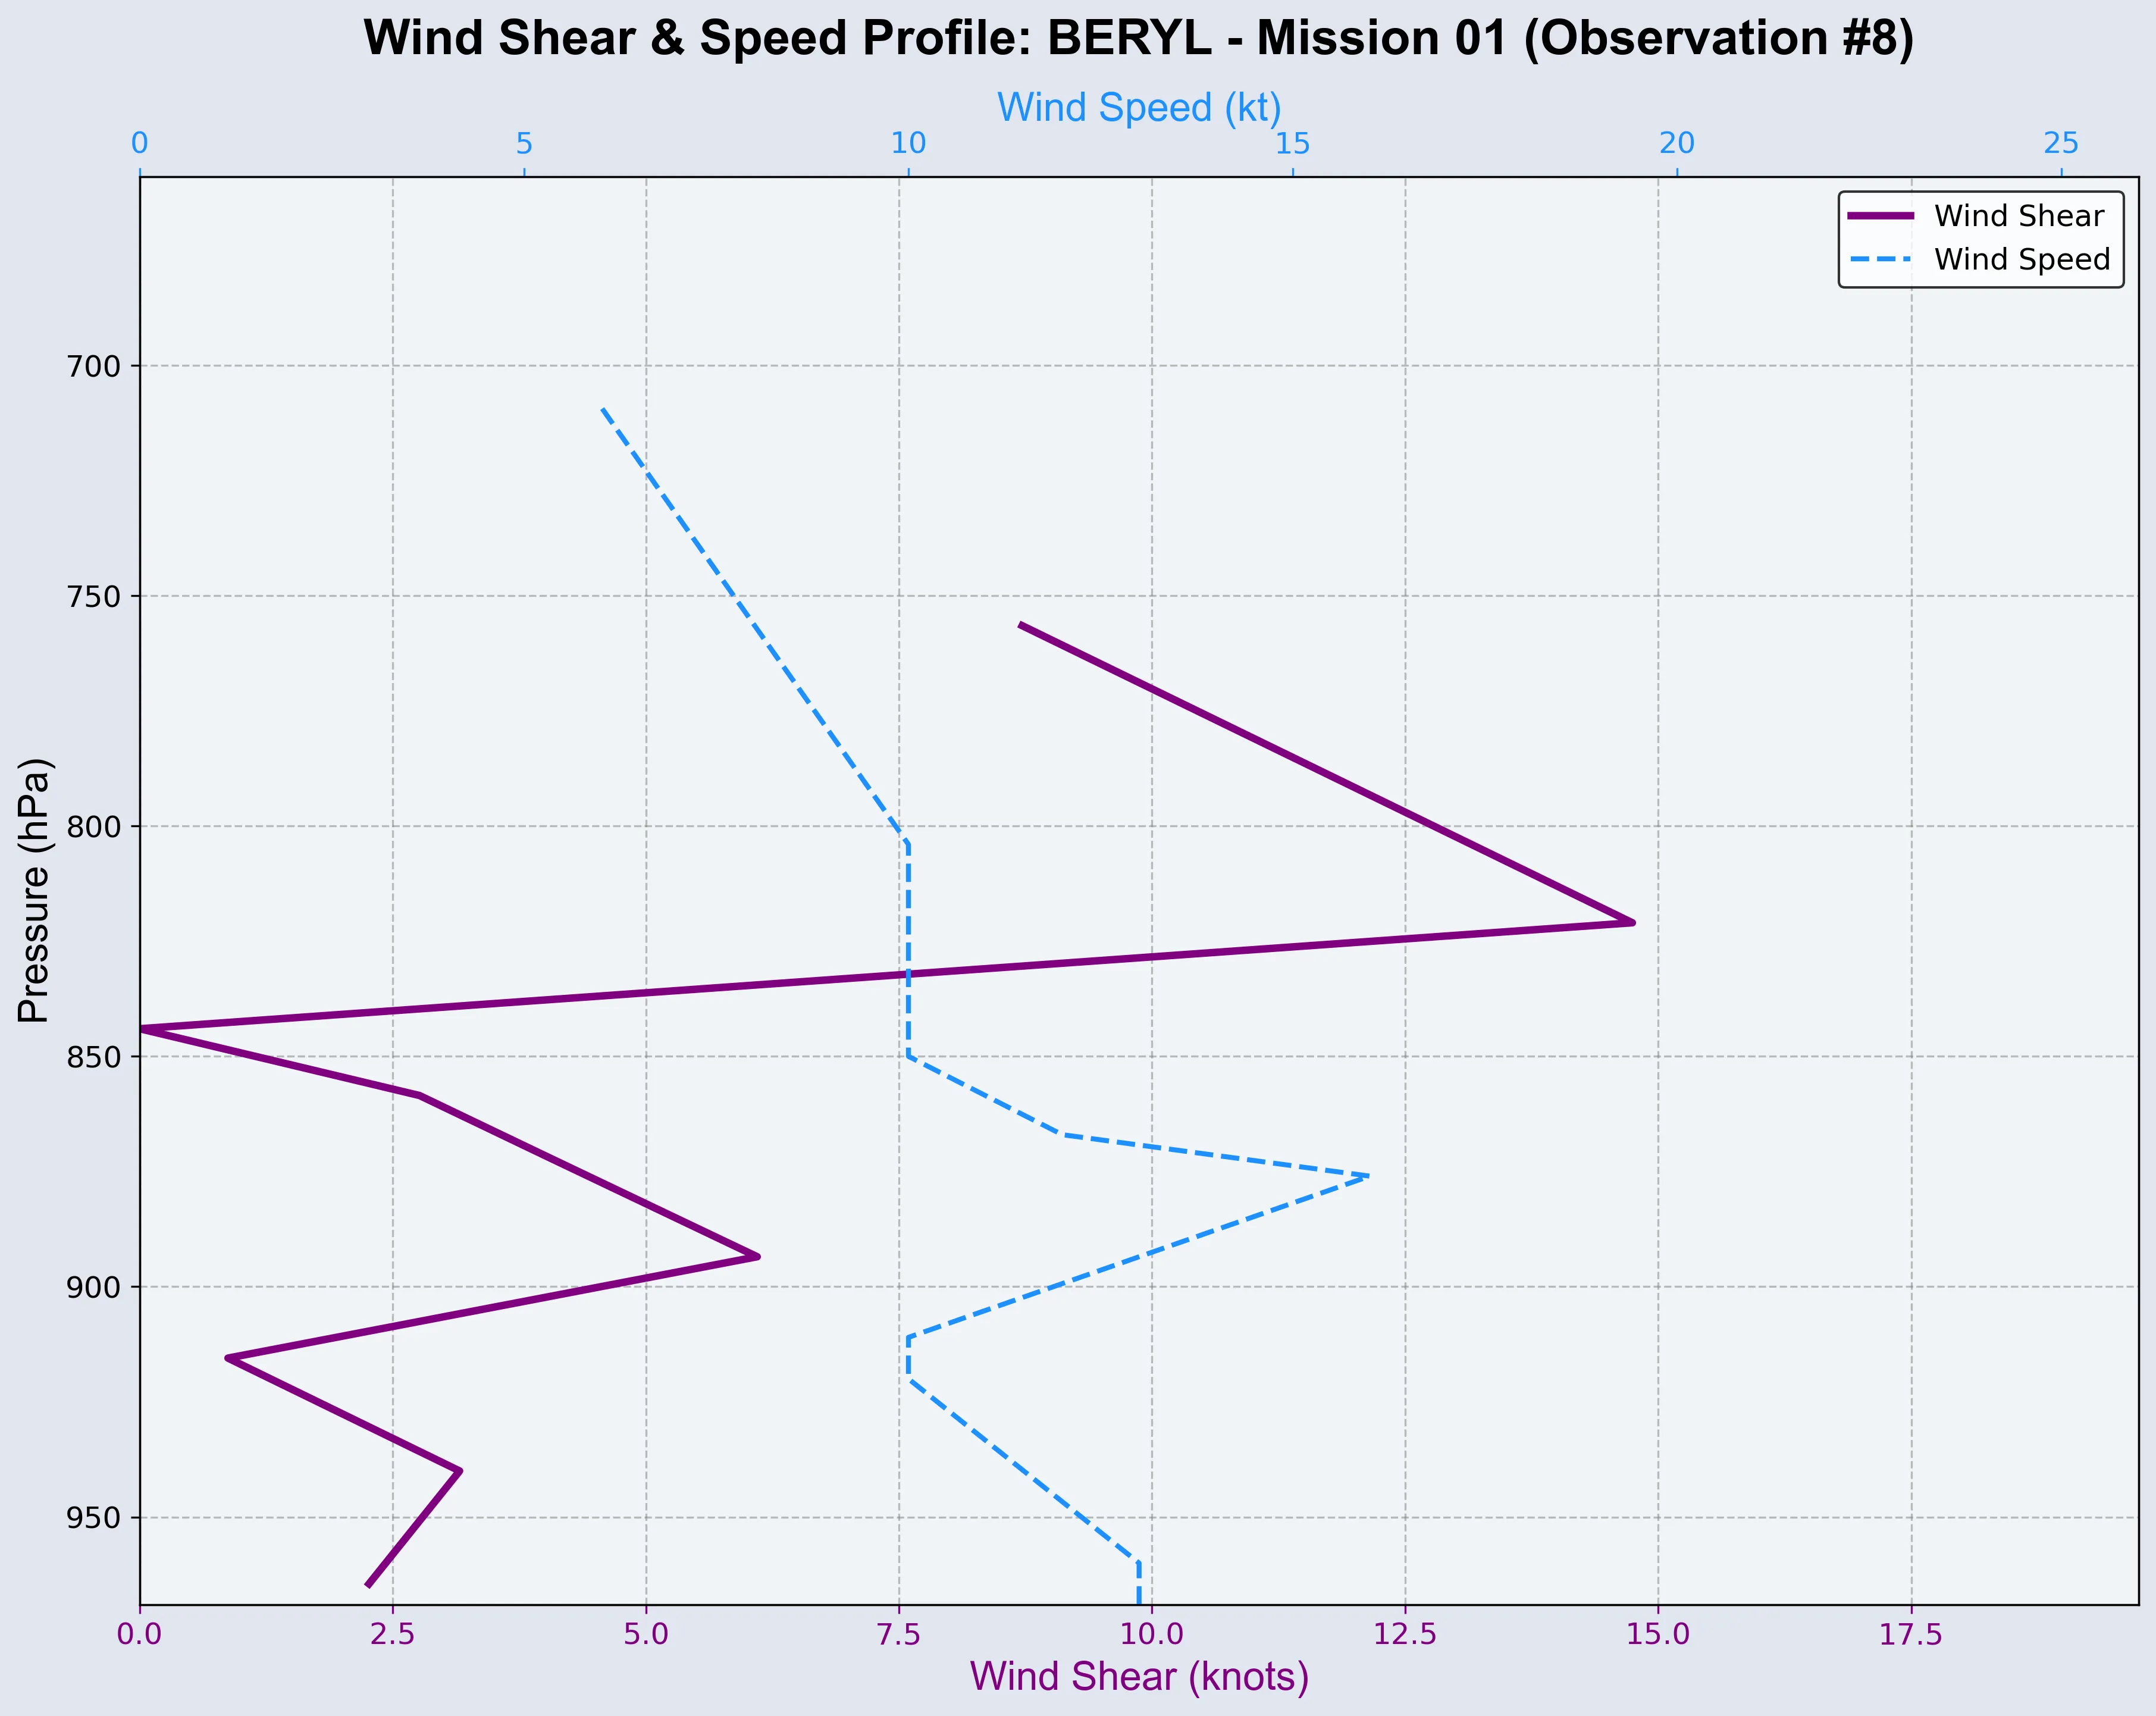 Wind Shear & Speed Profile: BERYL - Mission 01 (Observation #8)
Wind Speed (kt)
0 5 10 15 20 25
Wind Shear
Wind Speed
700
750
800
850
900
950
Pressure (hPa)
0.0 2.5 5.0 7.5 10.0 12.5 15.0 17.5
Wind Shear (knots)